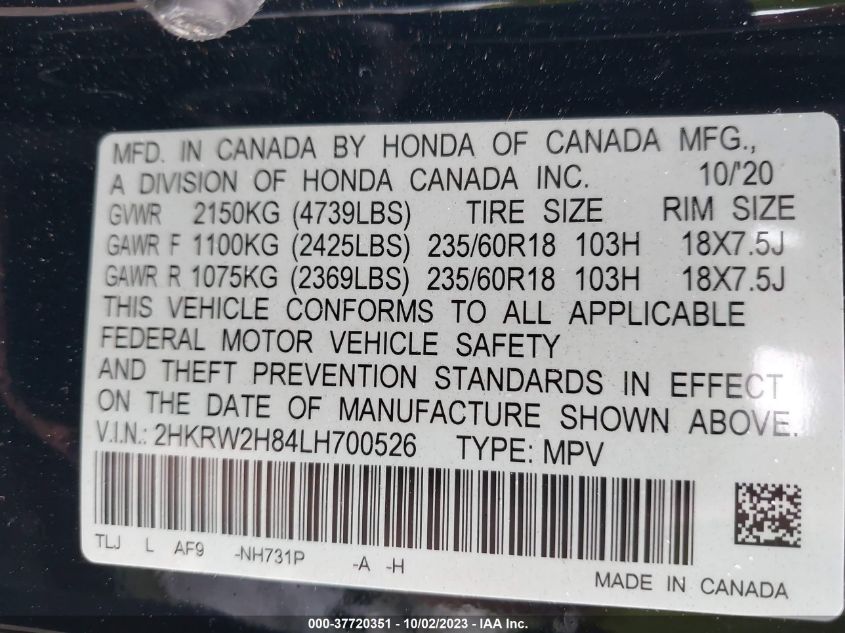 MFD. IN CANADA BY HONDA OF CANADA MFG.,
A DIVISION OF HONDA CANADA INC. 10/'20
GVWR 2150KG (4739LBS) TIRE SIZE RIM SIZE
GAWR F 1100KG (2425LBS) 235/60R18 103H 18X7.5J
GAWR R 1075KG (2369LBS) 235/60R18 103H 18X7.5J
THIS VEHICLE CONFORMS TO ALL APPLICABLE
FEDERAL MOTOR VEHICLE SAFETY
AND THEFT PREVENTION STANDARDS IN EFFECT
ON THE DATE OF MANUFACTURE SHOWN ABOVE.
V.I.N.: 2HKRW2H84LH700526 TYPE: MPV
TLJ L AF9 -NH731P -A -H
MADE IN CANADA
000-37720351 - 10/02/2023 - IAA Inc.